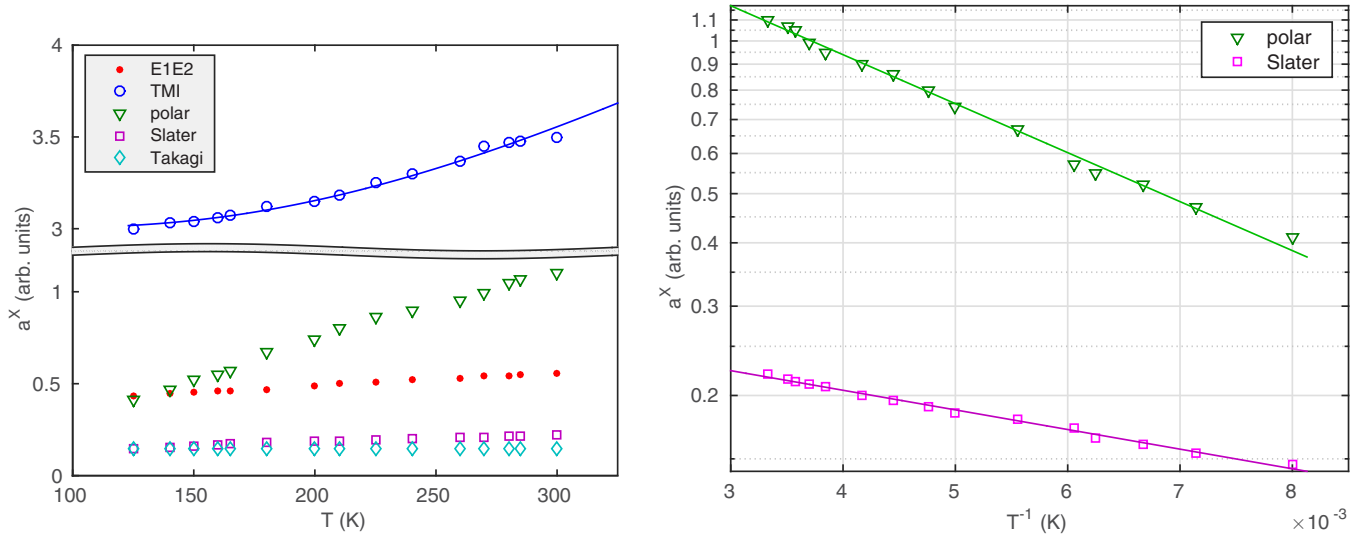 4
3.5
3
1
0.5
0
a^X (arb. units)
E1E2
TMI
polar
Slater
Takagi
100 150 200 250 300
T (K)
1.1
1
0.9
0.8
0.7
0.6
0.5
0.4
0.3
0.2
a^X (arb. units)
polar
Slater
3 4 5 6 7 8
×10^-3
T^-1 (K)